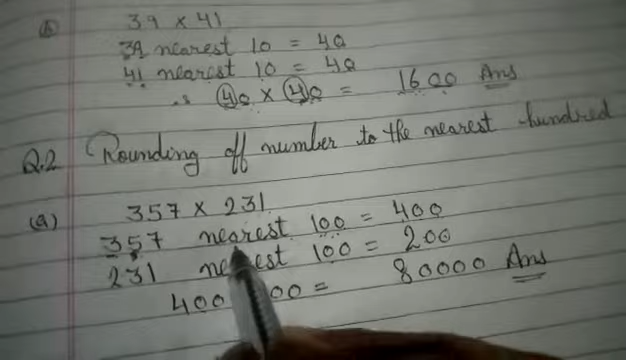 (b) 39 × 41
39 nearest 10 = 40
41 nearest 10 = 40
∴ 40 × 40 = 1600 Ans
Q.2 Rounding off number to the nearest hundred
(a) 357 × 231
357 nearest 100 = 400
231 nearest 100 = 200
400 00 = 80000 Ans